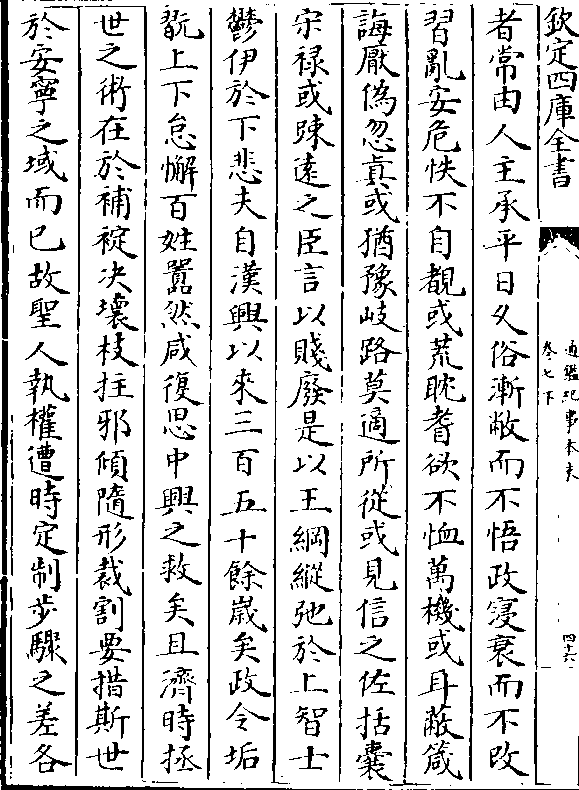 欽定四庫全書
通鑑紀事本末
卷七下
四十六
者常由人主承平日久俗漸敝而不悟政寖衰而不改
習亂安危怢不自覩或荒耽耆欲不恤萬機或耳蔽箴
誨厭偽忽真或猶豫岐路莫適所從或見信之佐括囊
守禄或踈逺之臣言以賤廢是以王綱縱弛於上智士
鬱伊於下悲夫自漢興以來三百五十餘嵗矣政令垢
翫上下怠懈百姓囂然咸復思中興之救矣且濟時拯
世之術在於補䘺决壊枝拄邪傾隨形裁割要措斯世
於安寧之域而已故聖人執權遭時定制步驟之差各